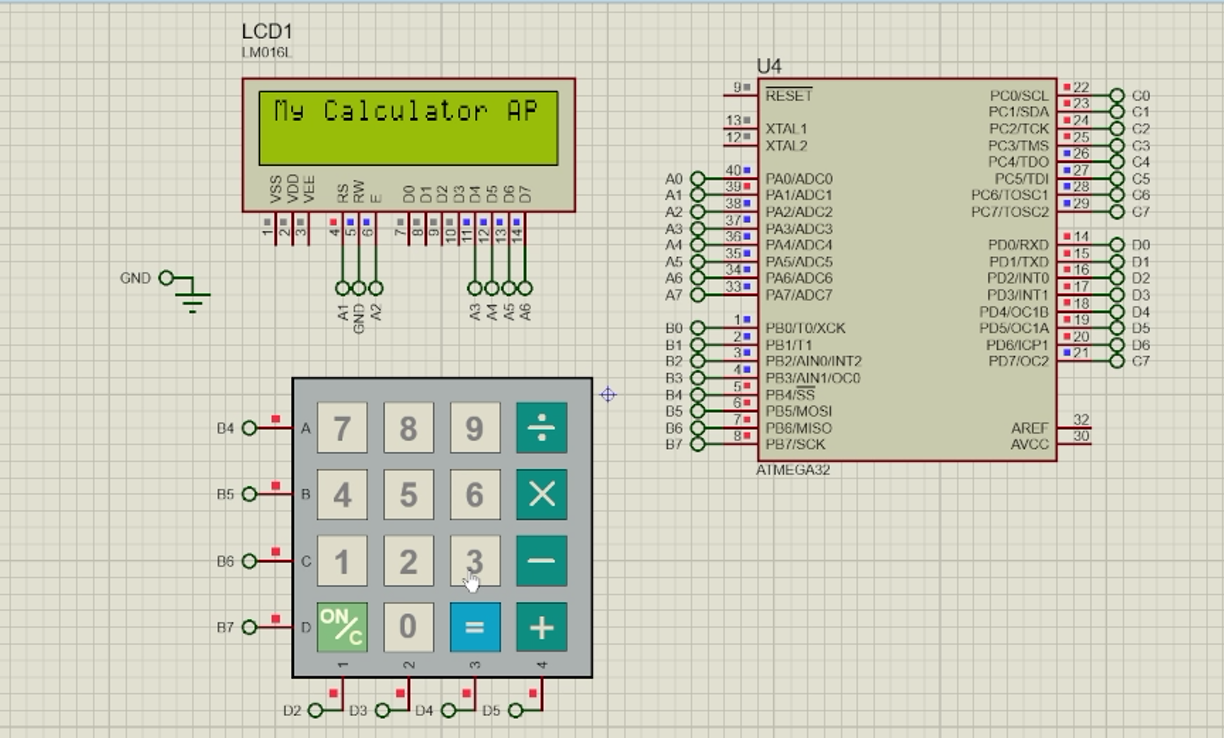 LCD1
LM016L
My Calculator AP
VSS VDD VEE RS RW E D0 D1 D2 D3 D4 D5 D6 D7
1 2 3 4 5 6 7 8 9 10 11 12 13 14
GND
A1 GND A2 A3 A4 A5 A6
B4 A 7 8 9 ÷
B5 B 4 5 6 ×
B6 C 1 2 3 −
B7 D ON/C 0 = +
1 2 3 4
D2 D3 D4 D5
U4
9 RESET PC0/SCL 22 C0
PC1/SDA 23 C1
13 XTAL1 PC2/TCK 24 C2
12 XTAL2 PC3/TMS 25 C3
PC4/TDO 26 C4
A0 40 PA0/ADC0 PC5/TDI 27 C5
A1 39 PA1/ADC1 PC6/TOSC1 28 C6
A2 38 PA2/ADC2 PC7/TOSC2 29 C7
A3 37 PA3/ADC3
A4 36 PA4/ADC4 PD0/RXD 14 D0
A5 35 PA5/ADC5 PD1/TXD 15 D1
A6 34 PA6/ADC6 PD2/INT0 16 D2
A7 33 PA7/ADC7 PD3/INT1 17 D3
PD4/OC1B 18 D4
B0 1 PB0/T0/XCK PD5/OC1A 19 D5
B1 2 PB1/T1 PD6/ICP1 20 D6
B2 3 PB2/AIN0/INT2 PD7/OC2 21 C7
B3 4 PB3/AIN1/OC0
B4 5 PB4/SS
B5 6 PB5/MOSI
B6 7 PB6/MISO AREF 32
B7 8 PB7/SCK AVCC 30
ATMEGA32